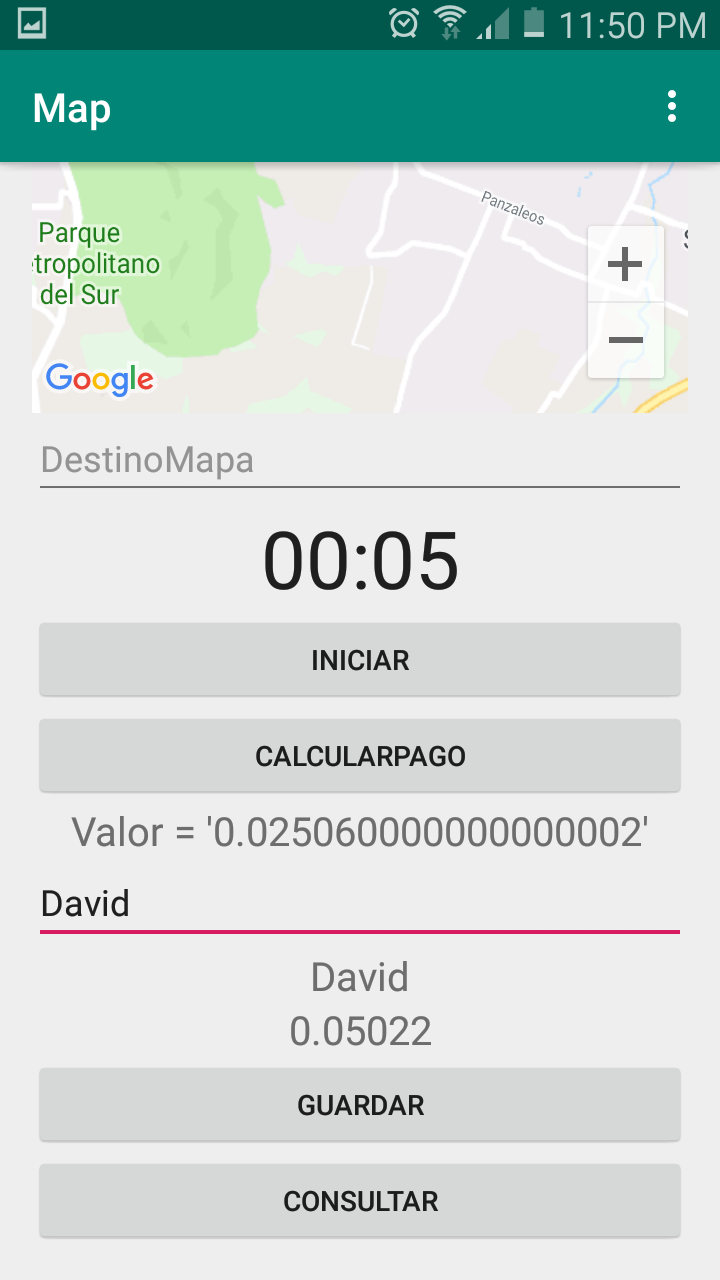 11:50 PM
Map
Panzaleos
Parque
tropolitano
del Sur
Google
DestinoMapa
00:05
INICIAR
CALCULARPAGO
Valor = '0.025060000000000002'
David
David
0.05022
GUARDAR
CONSULTAR